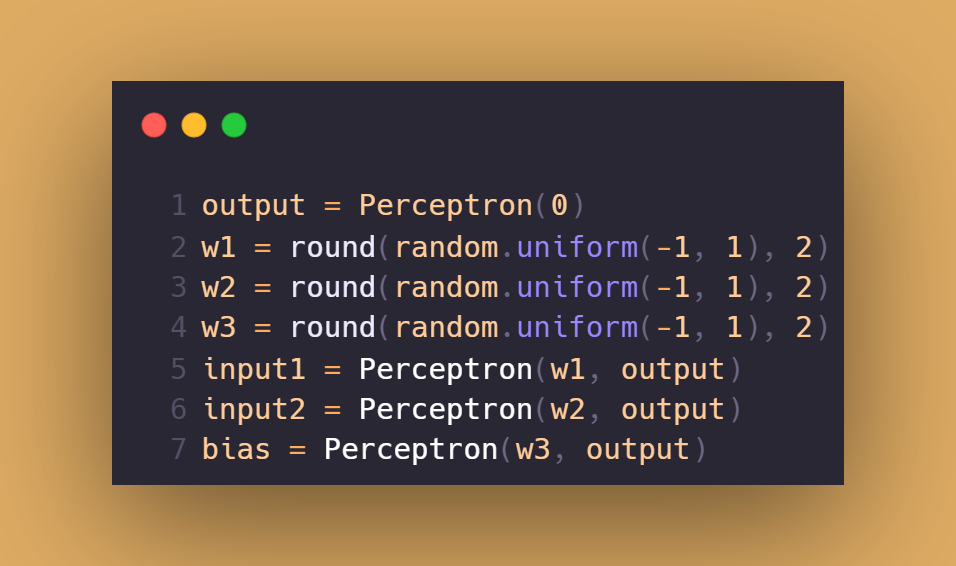 1 output = Perceptron(0)
2 w1 = round(random.uniform(-1, 1), 2)
3 w2 = round(random.uniform(-1, 1), 2)
4 w3 = round(random.uniform(-1, 1), 2)
5 input1 = Perceptron(w1, output)
6 input2 = Perceptron(w2, output)
7 bias = Perceptron(w3, output)